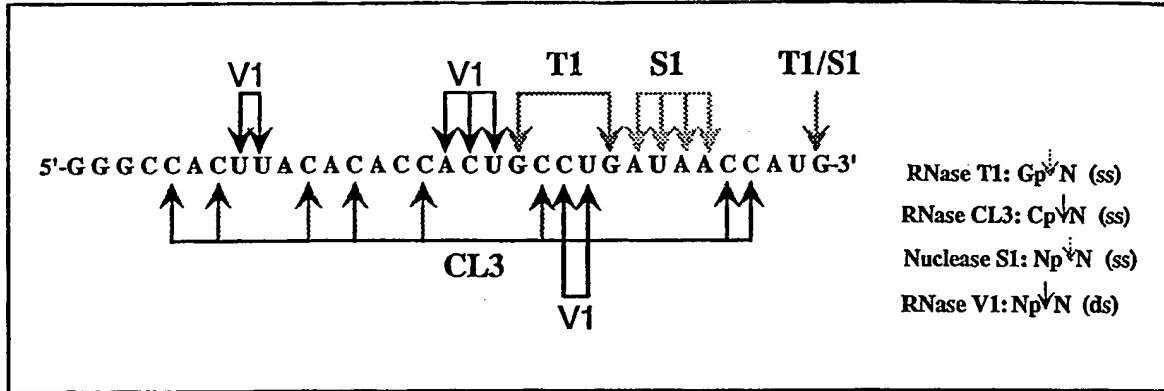 V1 V1 T1 S1 T1/S1
5'-G G G C C A C U U A C A C A C C A C U G C C U G A U A A C C A U G-3'
CL3
V1
RNase T1: Gp N (ss)
RNase CL3: Cp N (ss)
Nuclease S1: Np N (ss)
RNase V1: Np N (ds)